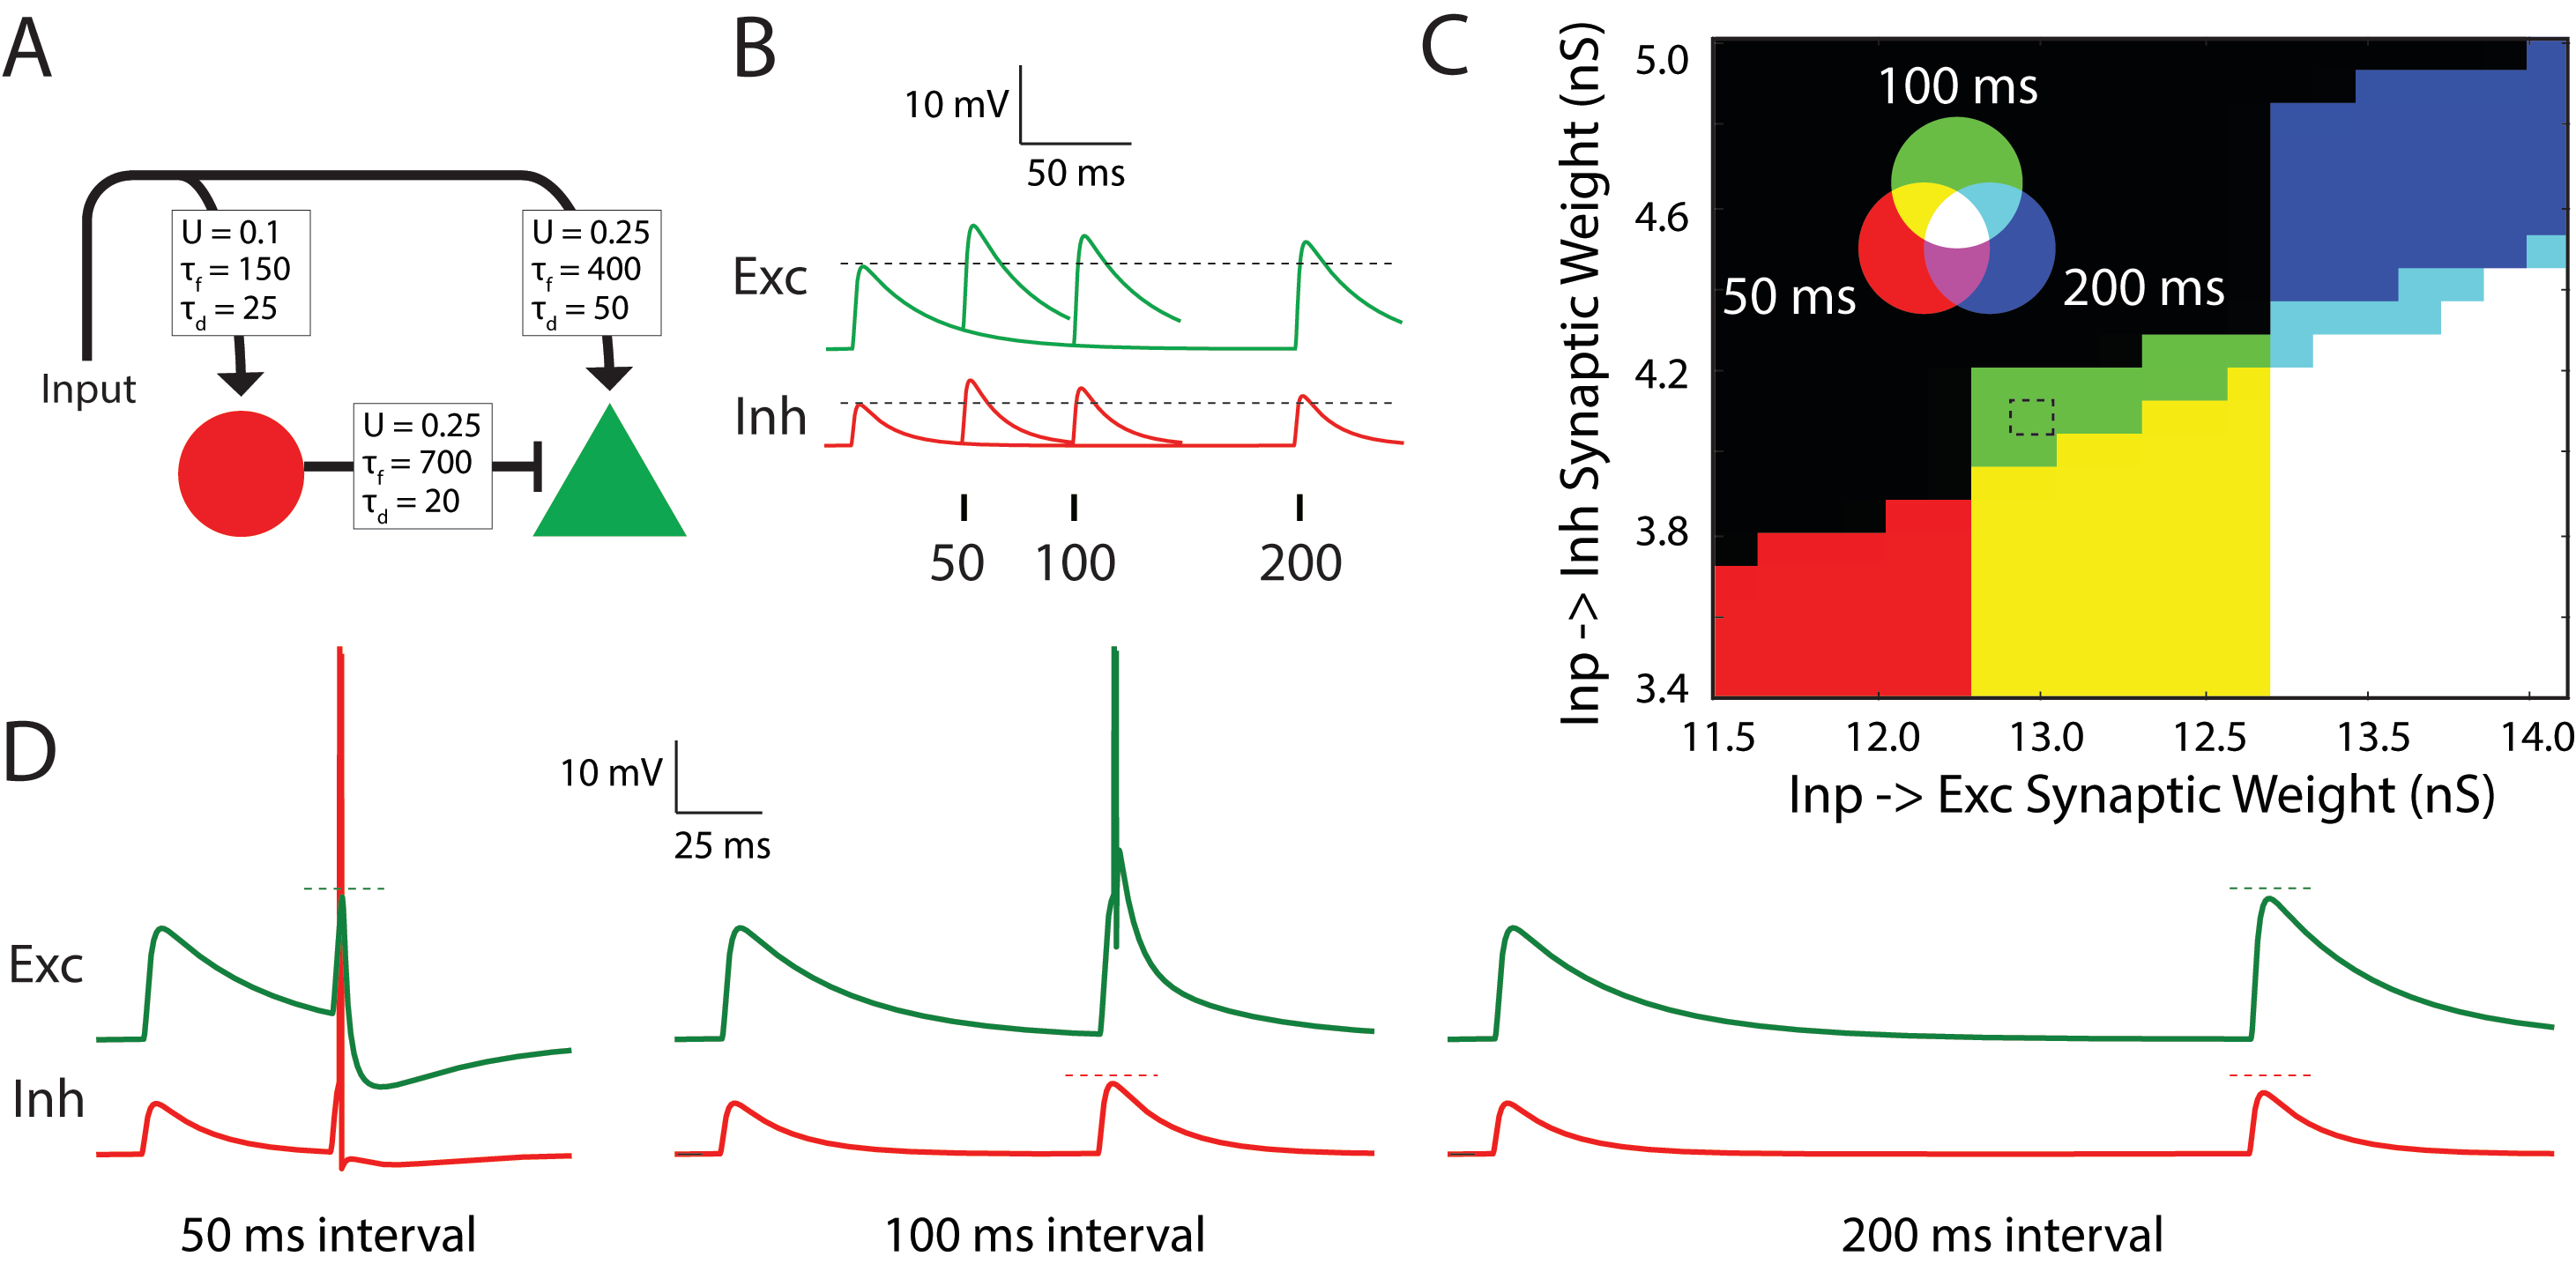 A
U = 0.1
τf = 150
τd = 25
U = 0.25
τf = 400
τd = 50
Input
U = 0.25
τf = 700
τd = 20
B
10 mV
50 ms
Exc
Inh
50 100 200
C
Inp -> Inh Synaptic Weight (nS)
5.0
4.6
4.2
3.8
3.4
100 ms
50 ms
200 ms
11.5 12.0 13.0 12.5 13.5 14.0
Inp -> Exc Synaptic Weight (nS)
D
10 mV
25 ms
Exc
Inh
50 ms interval
100 ms interval
200 ms interval